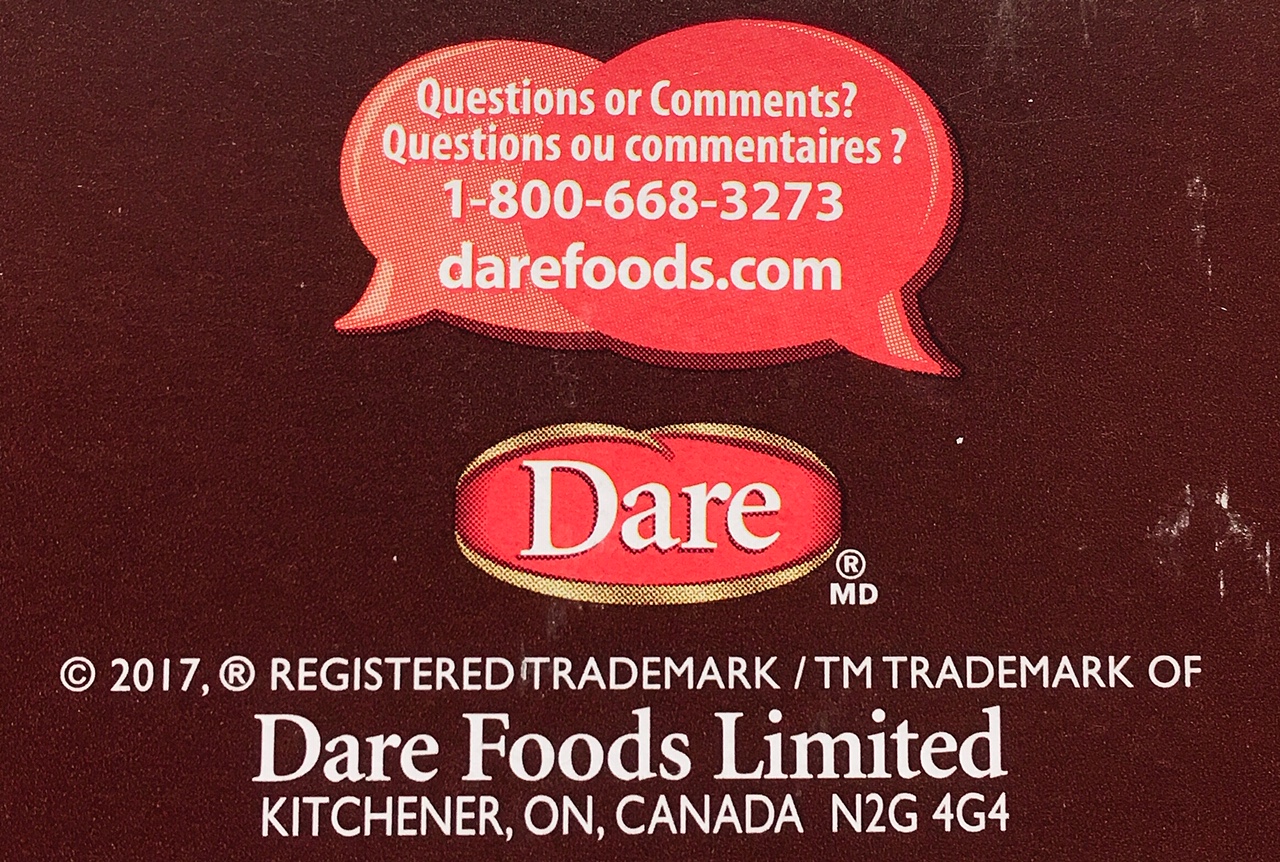 Questions or Comments?
Questions ou commentaires ?
1-800-668-3273
darefoods.com
Dare
®
MD
© 2017, ® REGISTERED TRADEMARK / TM TRADEMARK OF
Dare Foods Limited
KITCHENER, ON, CANADA N2G 4G4